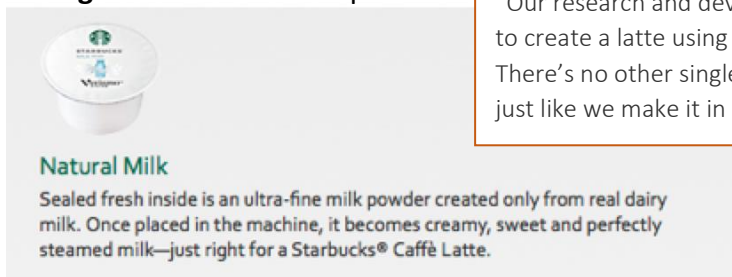 "Our research and dev
to create a latte using
There's no other single
just like we make it in
STARBUCKS
Verismo
Natural Milk
Sealed fresh inside is an ultra-fine milk powder created only from real dairy
milk. Once placed in the machine, it becomes creamy, sweet and perfectly
steamed milk—just right for a Starbucks® Caffè Latte.